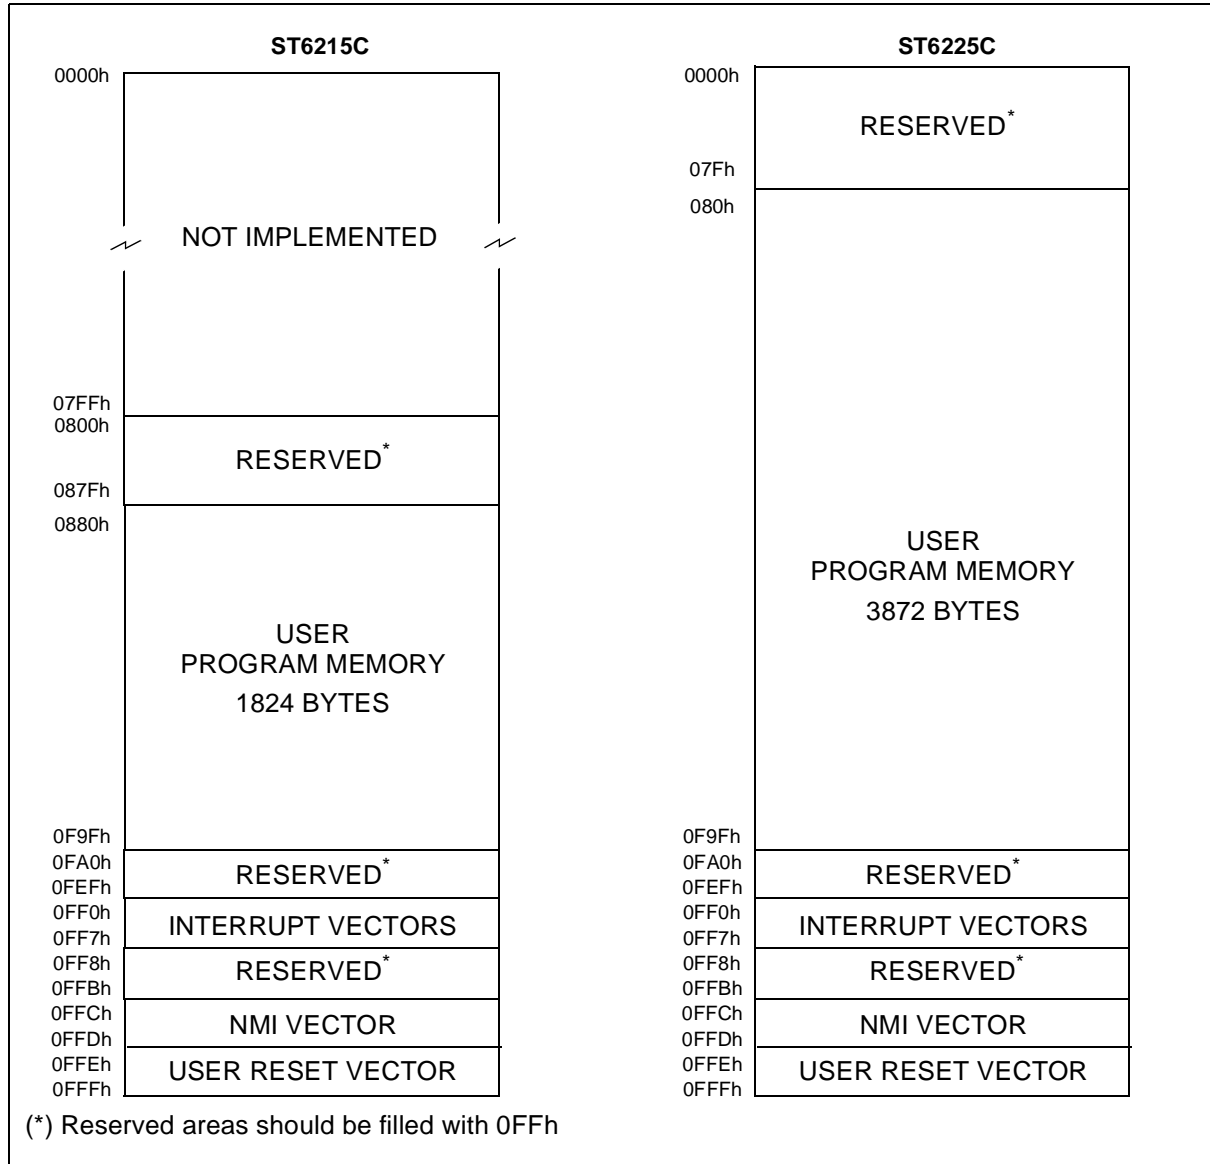 ST6215C
0000h
NOT IMPLEMENTED
07FFh
0800h
RESERVED*
087Fh
0880h
USER
PROGRAM MEMORY
1824 BYTES
0F9Fh
0FA0h
RESERVED*
0FEFh
0FF0h
INTERRUPT VECTORS
0FF7h
0FF8h
RESERVED*
0FFBh
0FFCh
NMI VECTOR
0FFDh
0FFEh
USER RESET VECTOR
0FFFh
ST6225C
0000h
RESERVED*
07Fh
080h
USER
PROGRAM MEMORY
3872 BYTES
0F9Fh
0FA0h
RESERVED*
0FEFh
0FF0h
INTERRUPT VECTORS
0FF7h
0FF8h
RESERVED*
0FFBh
0FFCh
NMI VECTOR
0FFDh
0FFEh
USER RESET VECTOR
0FFFh
(*) Reserved areas should be filled with 0FFh